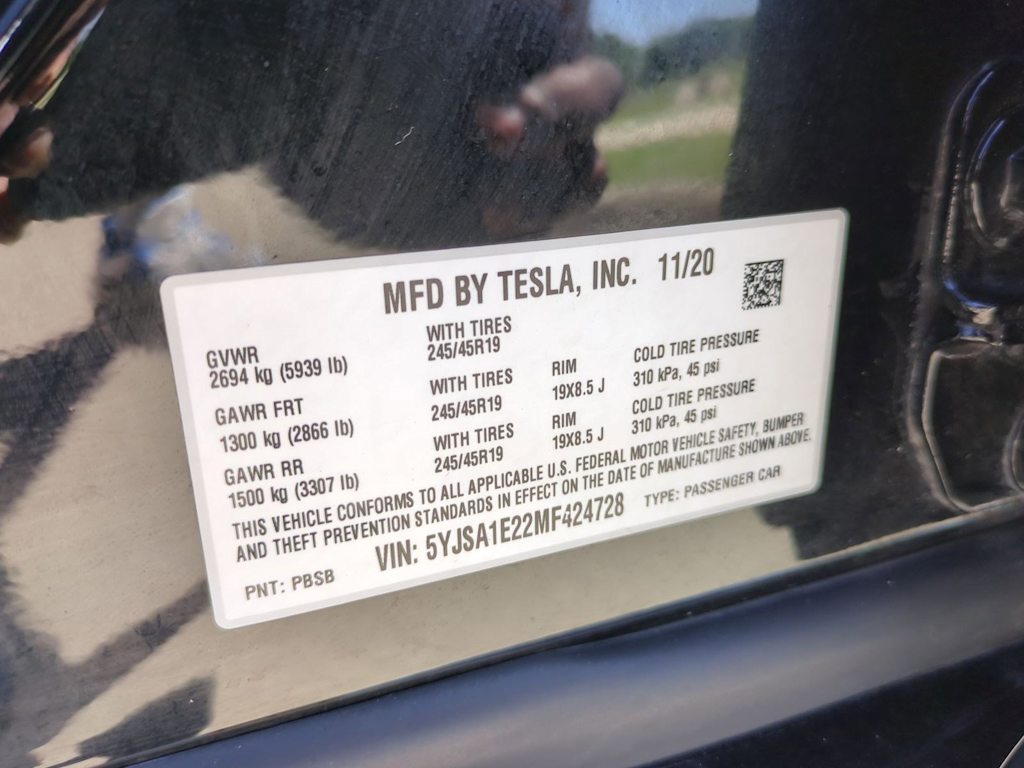 MFD BY TESLA, INC. 11/20
GVWR
2694 kg (5939 lb)
WITH TIRES
245/45R19
GAWR FRT
1300 kg (2866 lb)
WITH TIRES
245/45R19
RIM
19X8.5 J
COLD TIRE PRESSURE
310 kPa, 45 psi
GAWR RR
1500 kg (3307 lb)
WITH TIRES
245/45R19
RIM
19X8.5 J
COLD TIRE PRESSURE
310 kPa, 45 psi
THIS VEHICLE CONFORMS TO ALL APPLICABLE U.S. FEDERAL MOTOR VEHICLE SAFETY, BUMPER
AND THEFT PREVENTION STANDARDS IN EFFECT ON THE DATE OF MANUFACTURE SHOWN ABOVE.
PNT: PBSB VIN: 5YJSA1E22MF424728 TYPE: PASSENGER CAR